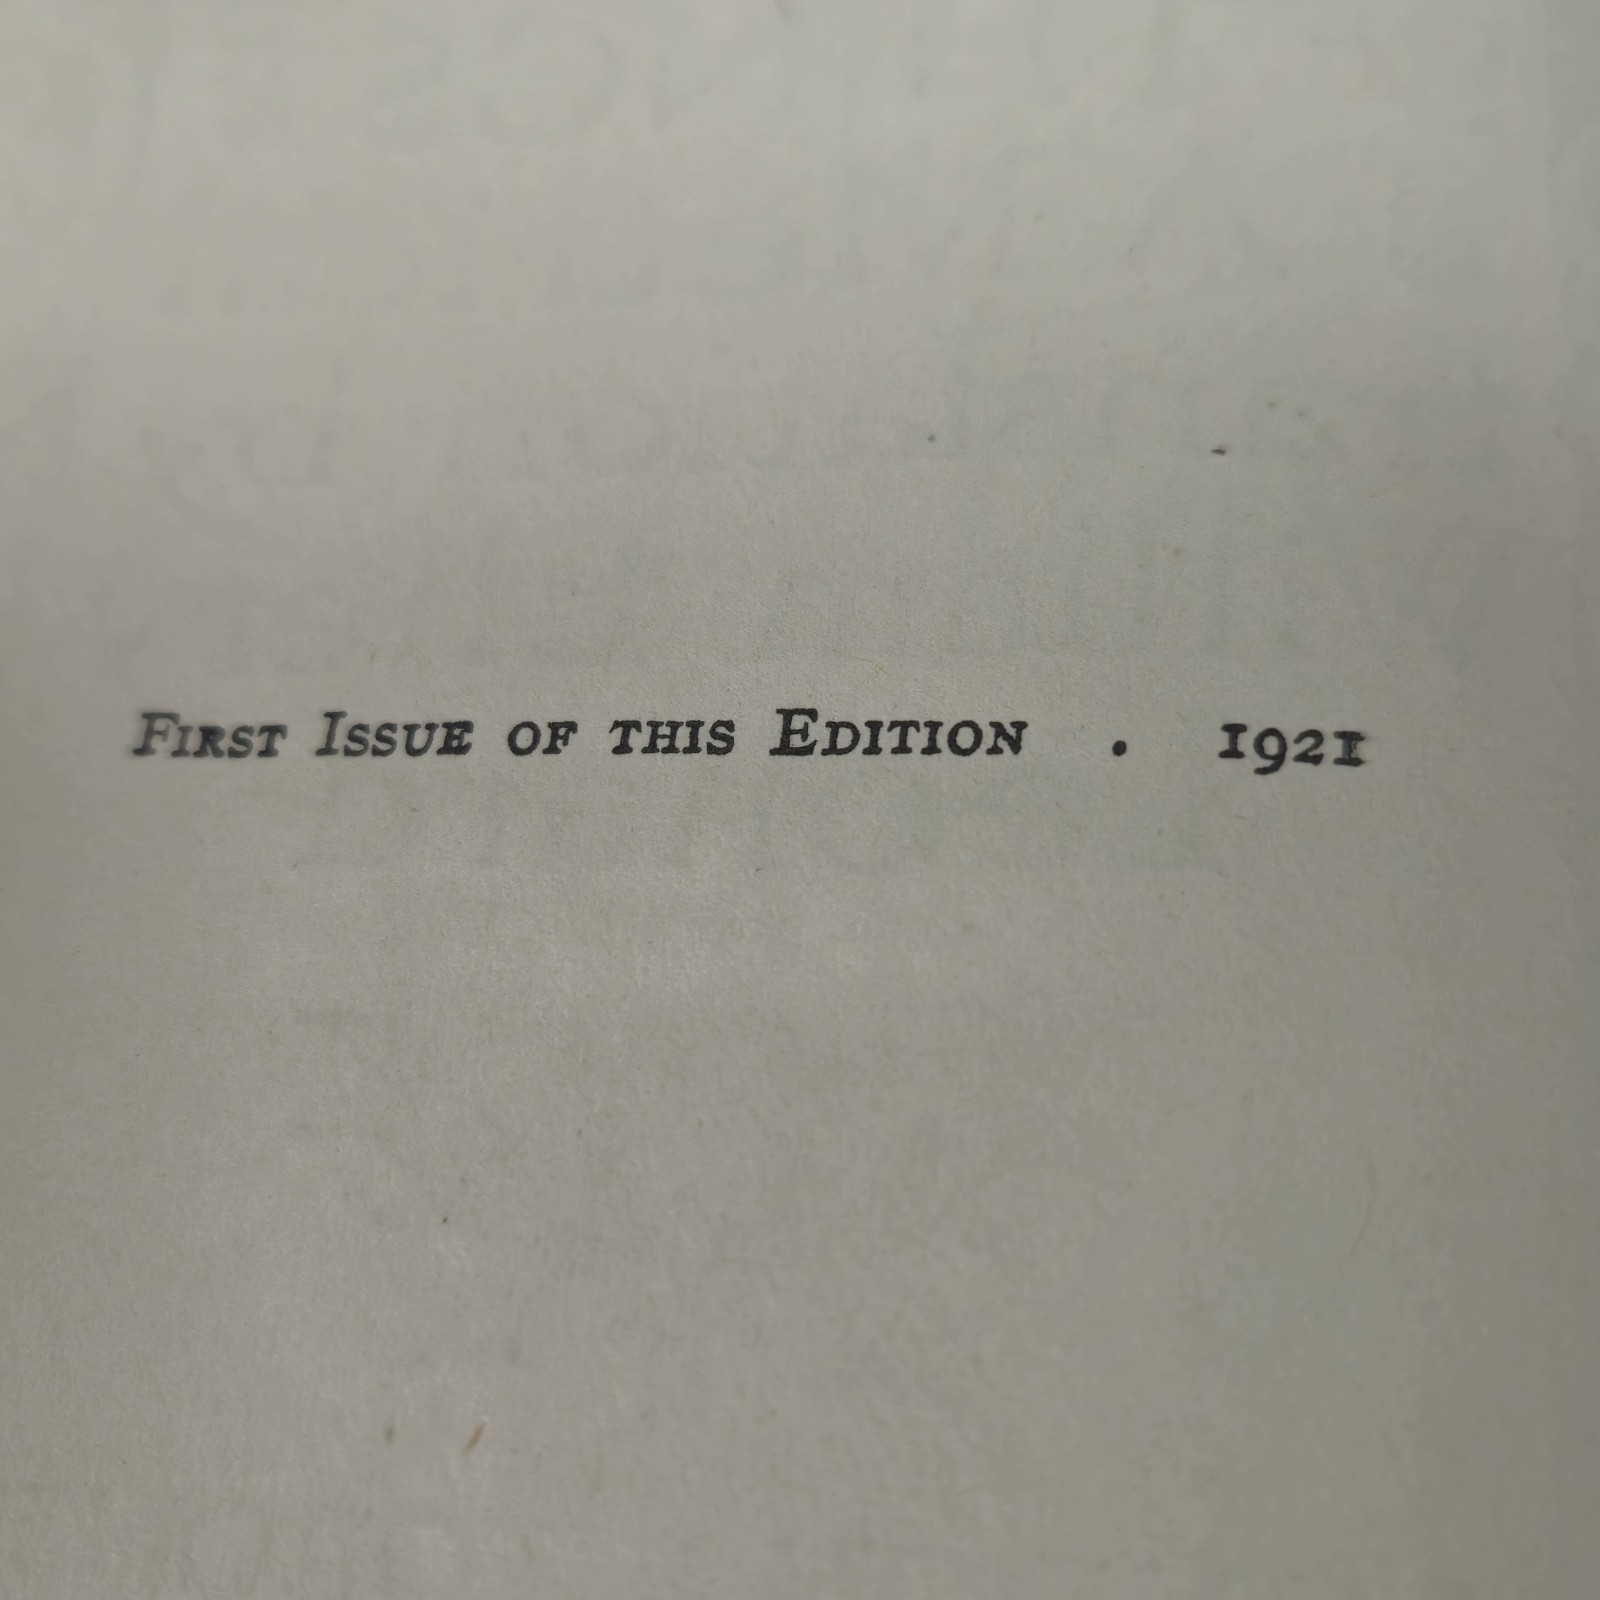 First Issue of this Edition . 1921